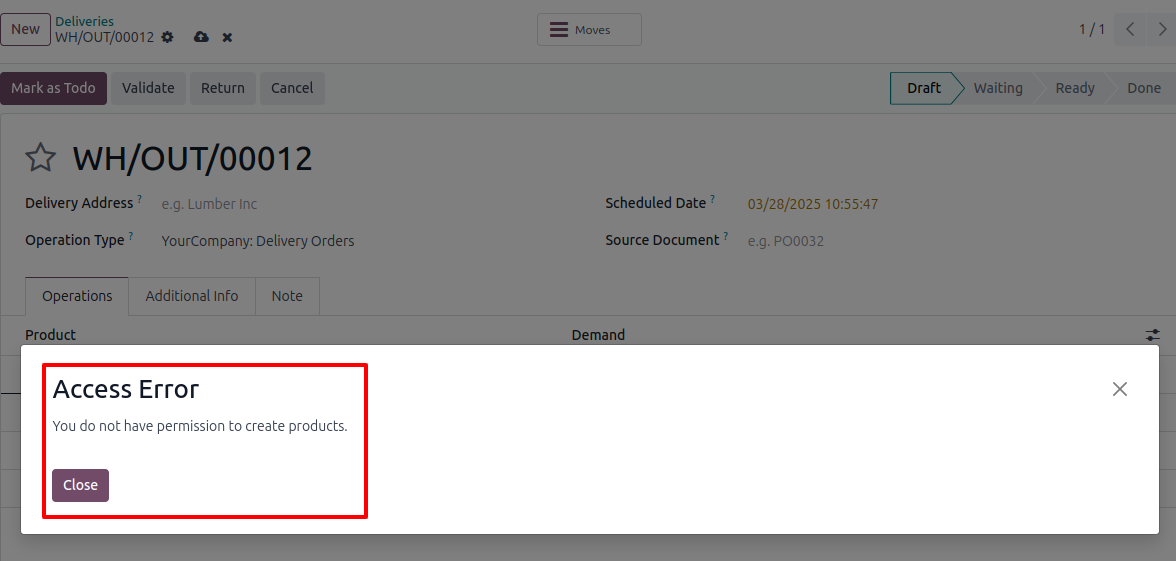 New
Deliveries
WH/OUT/00012
Moves
1 / 1
Mark as Todo
Validate
Return
Cancel
Draft
Waiting
Ready
Done
WH/OUT/00012
Delivery Address ?
e.g. Lumber Inc
Scheduled Date ?
03/28/2025 10:55:47
Operation Type ?
YourCompany: Delivery Orders
Source Document ?
e.g. PO0032
Operations
Additional Info
Note
Product
Demand
Access Error
You do not have permission to create products.
Close